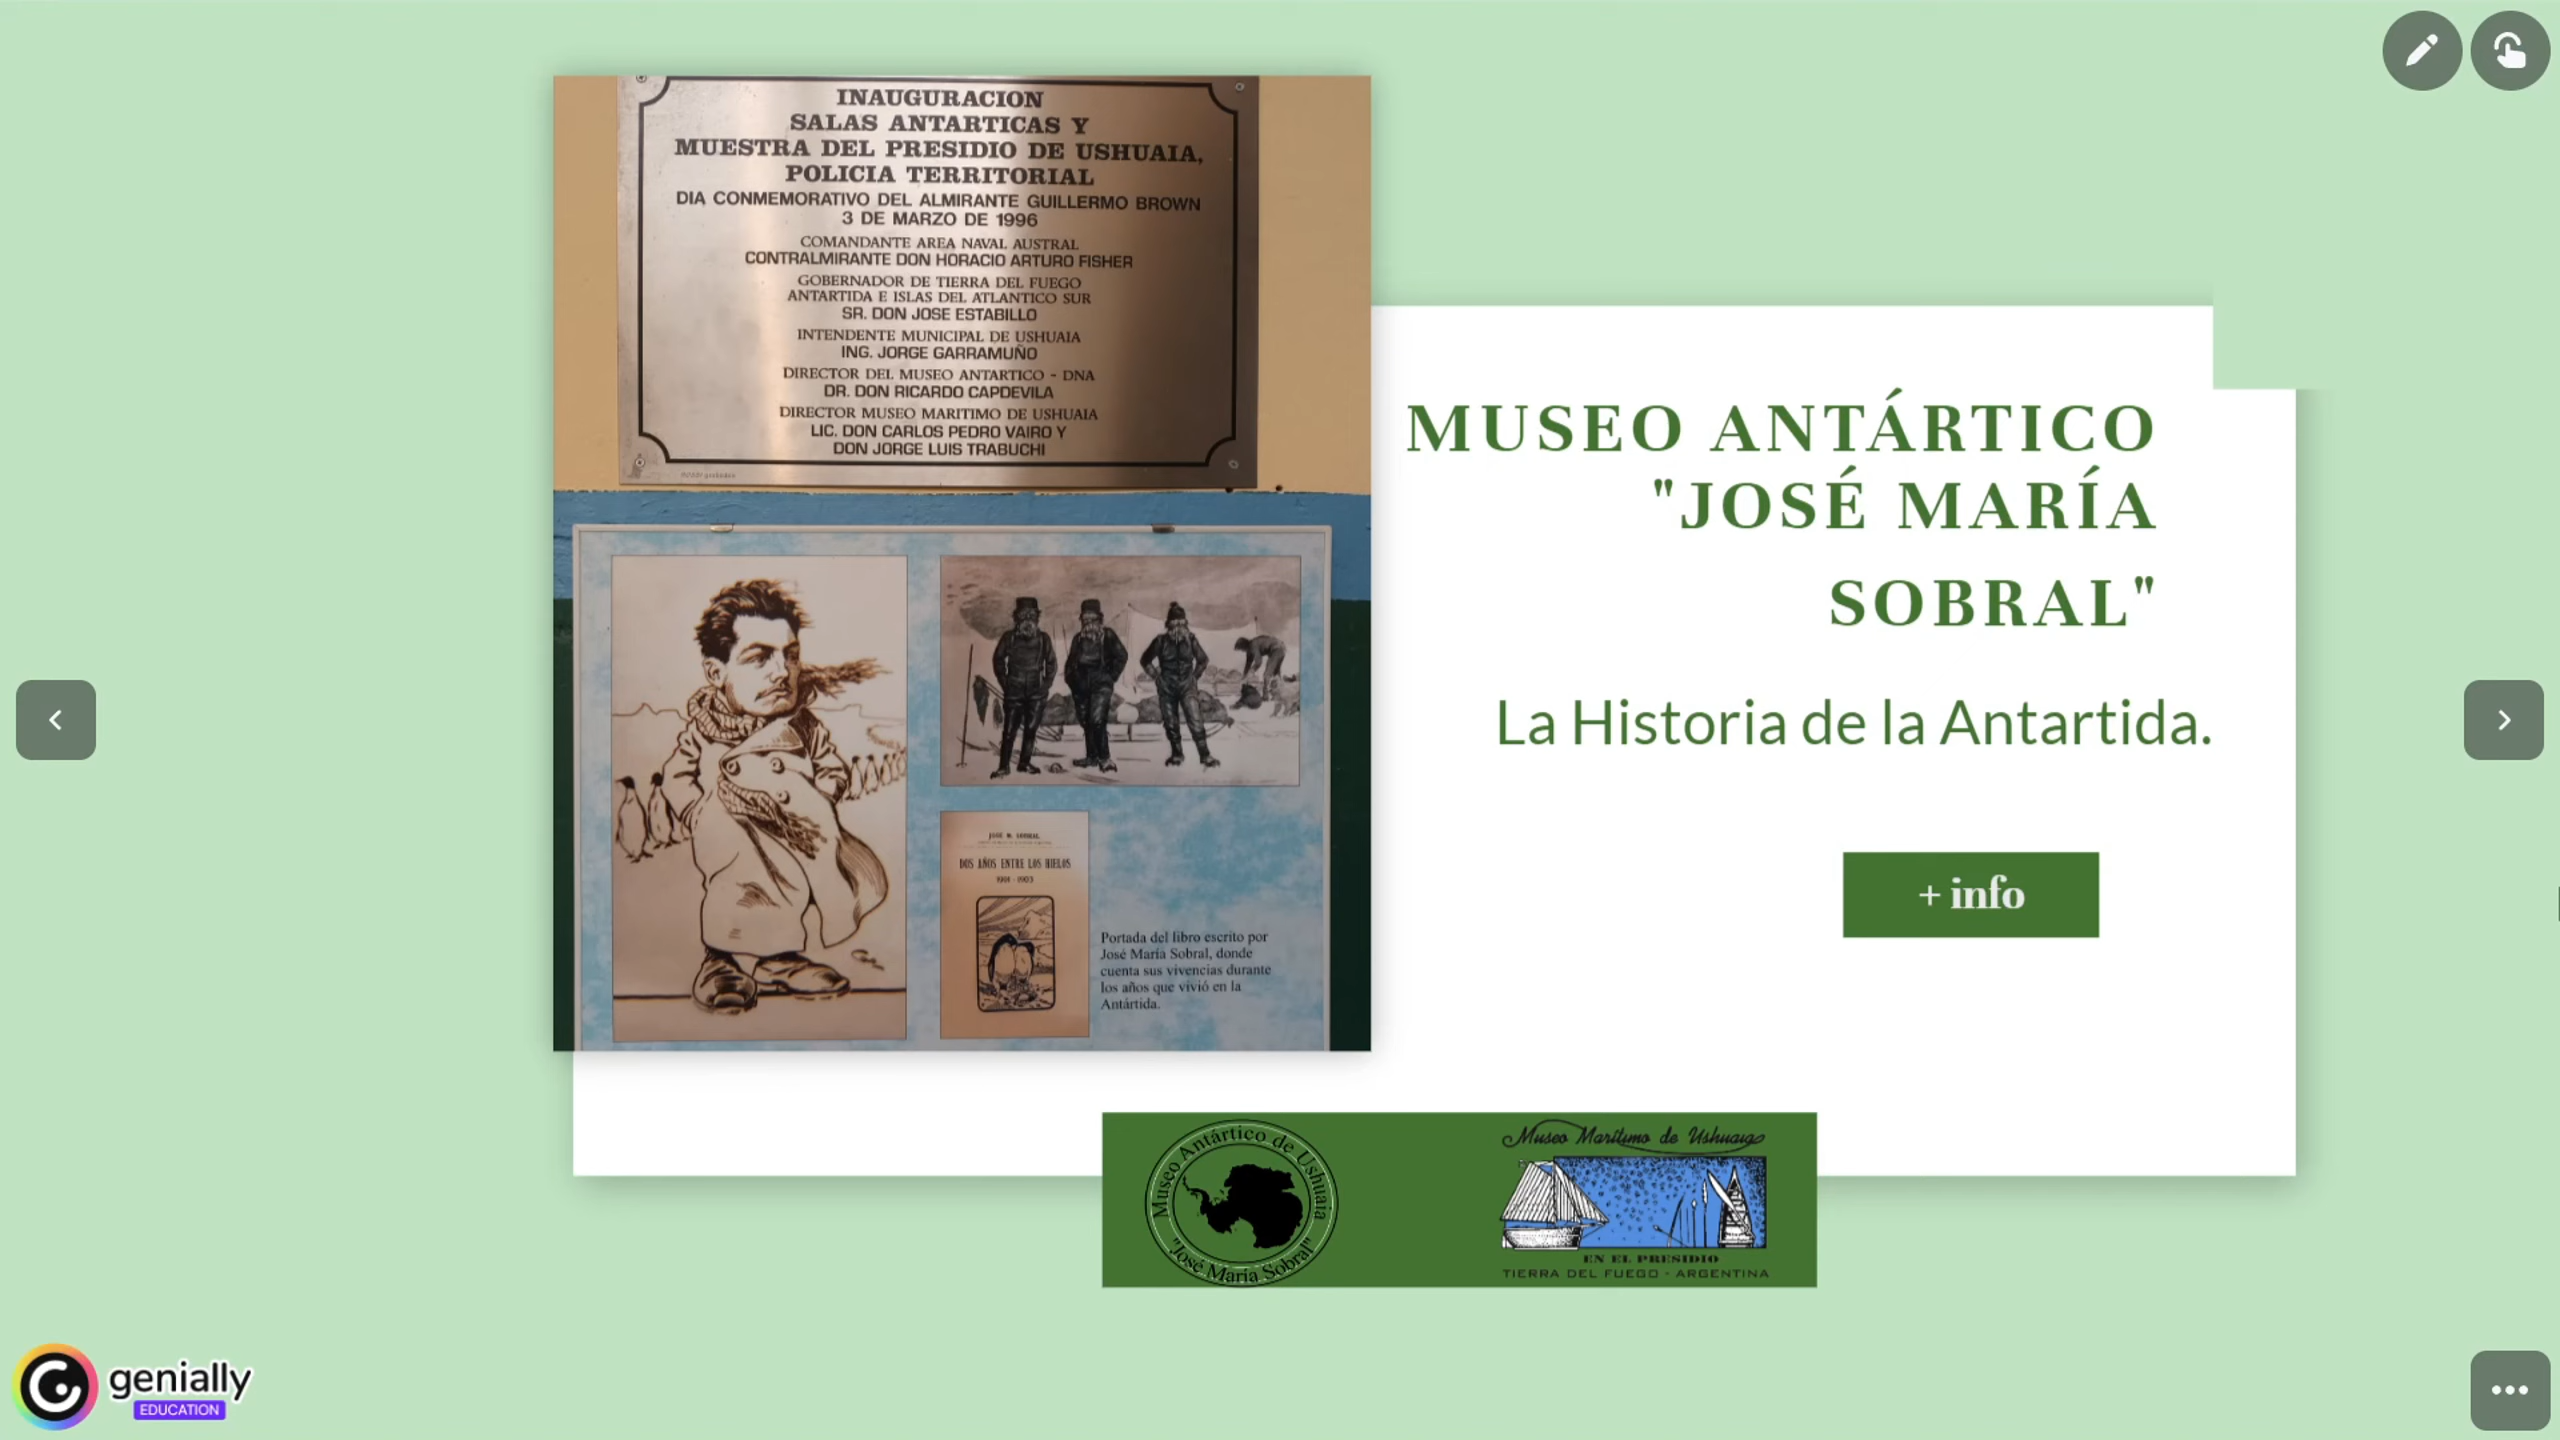 INAUGURACION
SALAS ANTARTICAS Y
MUESTRA DEL PRESIDIO DE USHUAIA,
POLICIA TERRITORIAL
DIA CONMEMORATIVO DEL ALMIRANTE GUILLERMO BROWN
3 DE MARZO DE 1996
COMANDANTE AREA NAVAL AUSTRAL
CONTRALMIRANTE DON HORACIO ARTURO FISHER
GOBERNADOR DE TIERRA DEL FUEGO
ANTARTIDA E ISLAS DEL ATLANTICO SUR
SR. DON JOSE ESTABILLO
INTENDENTE MUNICIPAL DE USHUAIA
ING. JORGE GARRAMUÑO
DIRECTOR DEL MUSEO ANTARTICO - DNA
DR. DON RICARDO CAPDEVILA
DIRECTOR MUSEO MARITIMO DE USHUAIA
LIC. DON CARLOS PEDRO VAIRO Y
DON JORGE LUIS TRABUCHI
JOSÉ M. SOBRAL
DOS AÑOS ENTRE LOS HIELOS
1901 - 1903
Portada del libro escrito por
José María Sobral, donde
cuenta sus vivencias durante
los años que vivió en la
Antártida.
MUSEO ANTÁRTICO
"JOSÉ MARÍA
SOBRAL"
La Historia de la Antartida.
+ info
Museo Antártico de Ushuaia
"José María Sobral"
Museo Marítimo de Ushuaia
EN EL PRESIDIO
TIERRA DEL FUEGO - ARGENTINA
genially
EDUCATION